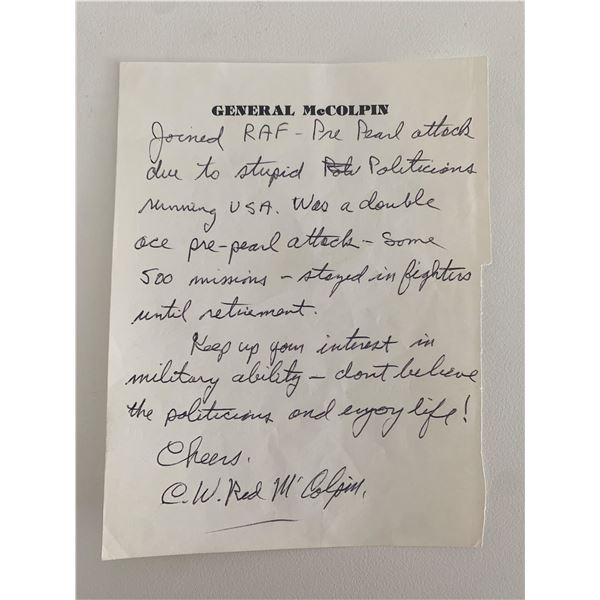 GENERAL McCOLPIN
Joined RAF - Pre Pearl attack
due to stupid Politicians
running USA. Was a double
ace pre-pearl attack - Some
500 missions - stayed in fighters
until retirement.
Keep up your interest in
military ability - dont believe
the politicians and enjoy life!
Cheers.
C.W. Red McColpin.